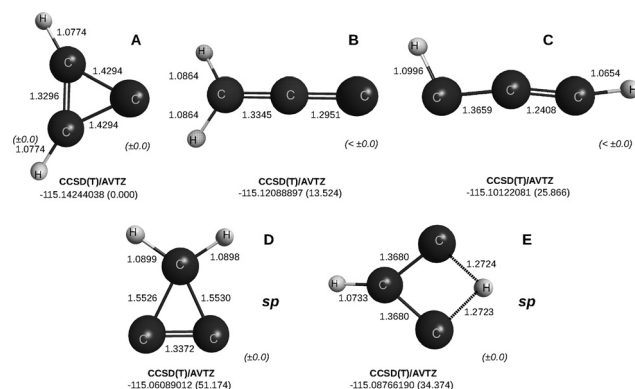 A
H
1.0774
C
1.4294
1.3296
C
1.4294
C
(±0.0)
1.0774
H
(±0.0)
CCSD(T)/AVTZ
-115.14244038 (0.000)
B
H
1.0864
C
C
C
1.0864
1.3345
1.2951
H
(< ±0.0)
CCSD(T)/AVTZ
-115.12088897 (13.524)
C
H
1.0996
1.0654
C
C
C
H
1.3659
1.2408
(< ±0.0)
CCSD(T)/AVTZ
-115.10122081 (25.866)
D
H
H
1.0899
C
1.0898
1.5526
1.5530
sp
C
C
1.3372
(±0.0)
CCSD(T)/AVTZ
-115.06089012 (51.174)
E
C
1.3680
1.2724
H
C
H
sp
1.0733
1.3680
1.2723
C
(±0.0)
CCSD(T)/AVTZ
-115.08766190 (34.374)